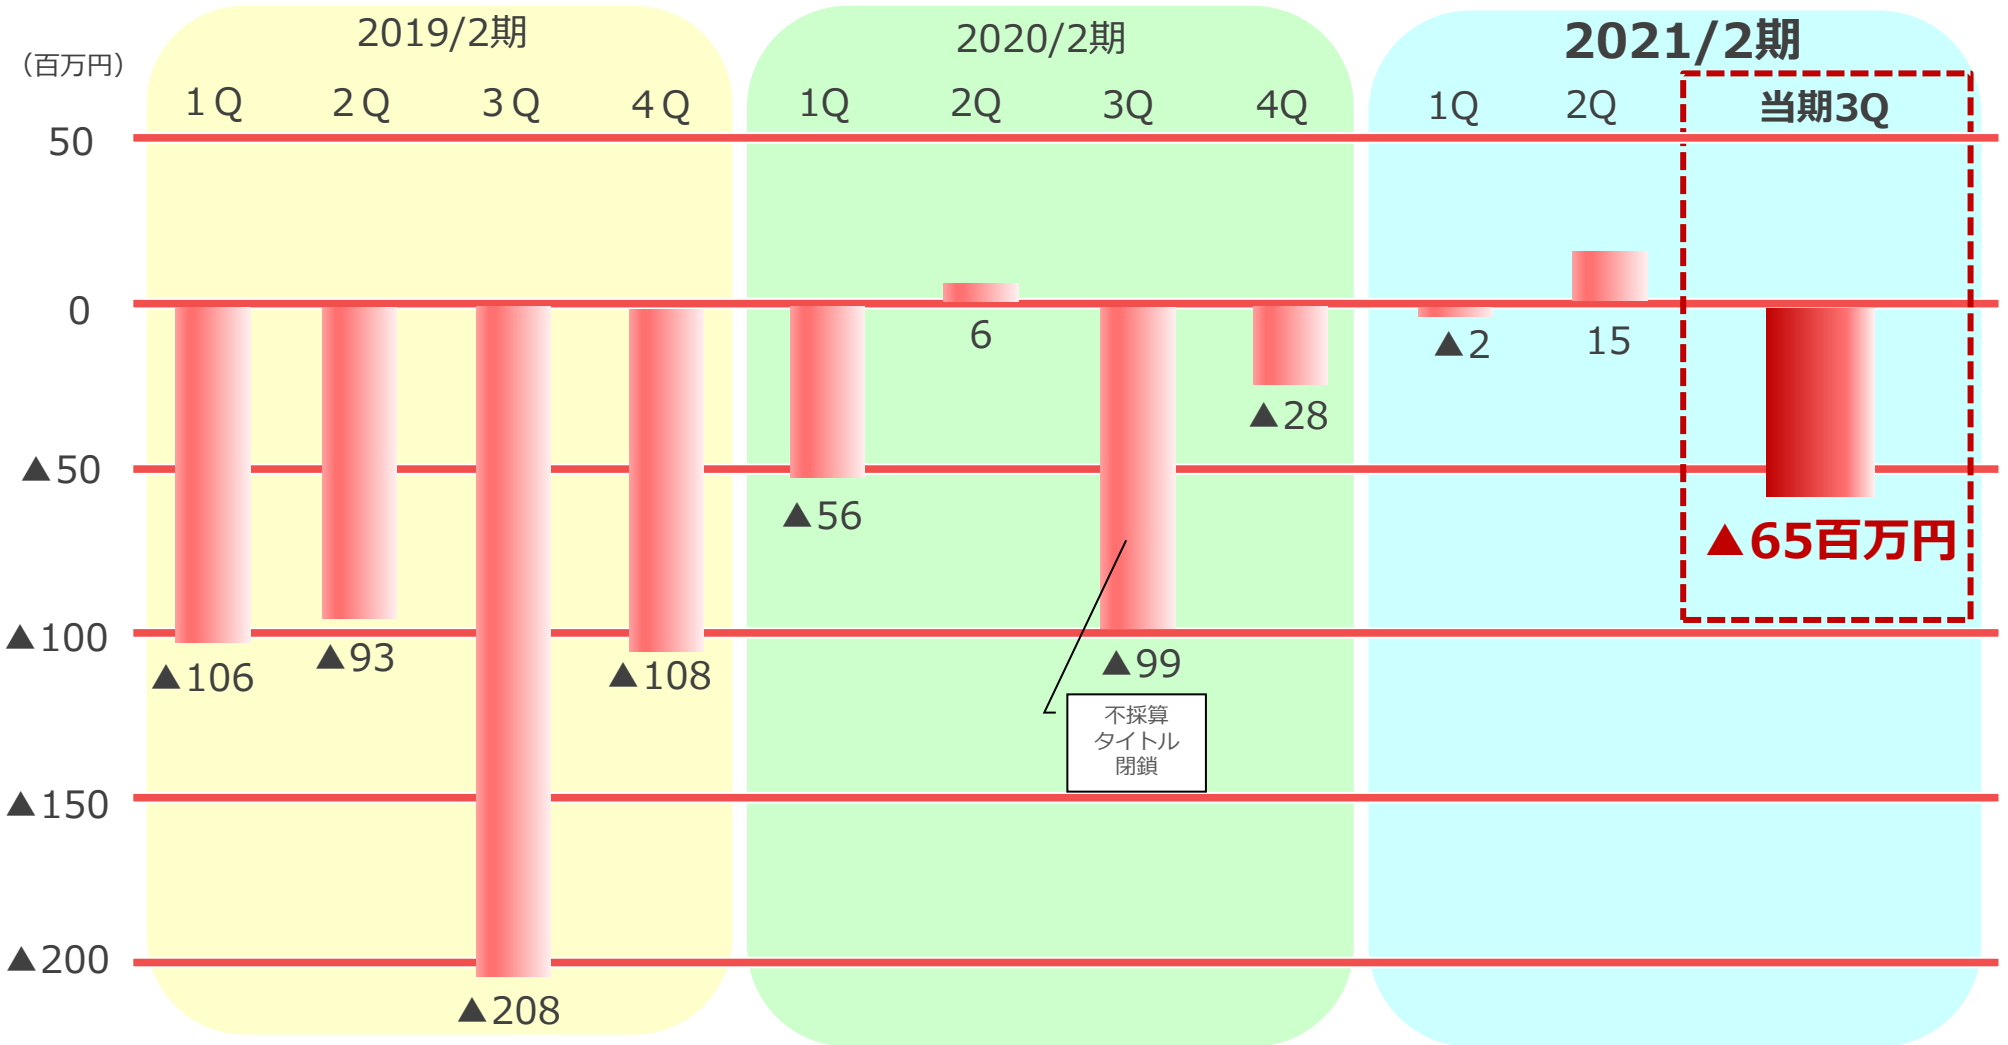 2019/2期
2020/2期
2021/2期
（百万円）
１Q
２Q
３Q
４Q
1Q
2Q
3Q
4Q
1Q
2Q
当期3Q
50
0
▲50
▲100
▲150
▲200
▲106
▲93
▲208
▲108
▲56
6
▲99
▲28
▲2
15
▲65百万円
不採算
タイトル
閉鎖